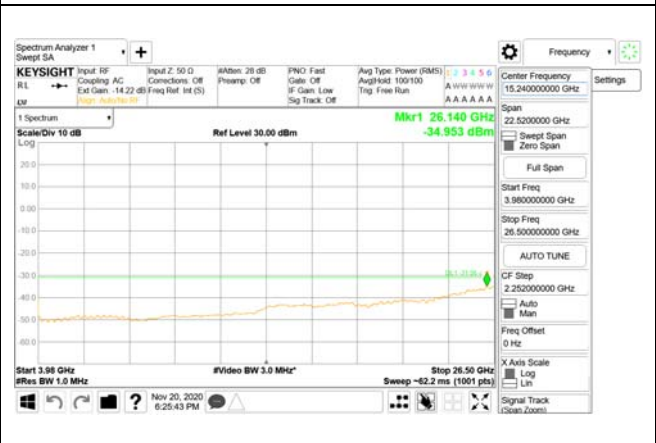 Spectrum Analyzer 1
Swept SA
+
Frequency
KEYSIGHT
RL
Input: RF
Coupling: AC
Ext Gain: -14.22 dB
Align: Auto/No RF
Input Z: 50 Ω
Corrections: Off
Freq Ref: Int (S)
#Atten: 28 dB
Preamp: Off
PNO: Fast
Gate: Off
IF Gain: Low
Sig Track: Off
Avg Type: Power (RMS)
Avg|Hold: 100/100
Trig: Free Run
1 2 3 4 5 6
A W W W W W
A A A A A A
1 Spectrum
Scale/Div 10 dB
Log
Ref Level 30.00 dBm
Mkr1 26.140 GHz
-34.953 dBm
20.0
10.0
0.00
-10.0
-20.0
-30.0
-40.0
-50.0
-60.0
Start 3.98 GHz
#Res BW 1.0 MHz
#Video BW 3.0 MHz*
Stop 26.50 GHz
Sweep ~62.2 ms (1001 pts)
Nov 20, 2020
6:25:43 PM
?
Center Frequency
15.240000000 GHz
Settings
Span
22.5200000 GHz
Swept Span
Zero Span
Full Span
Start Freq
3.980000000 GHz
Stop Freq
26.500000000 GHz
AUTO TUNE
CF Step
2.252000000 GHz
Auto
Man
Freq Offset
0 Hz
X Axis Scale
Log
Lin
Signal Track
(Span Zoom)